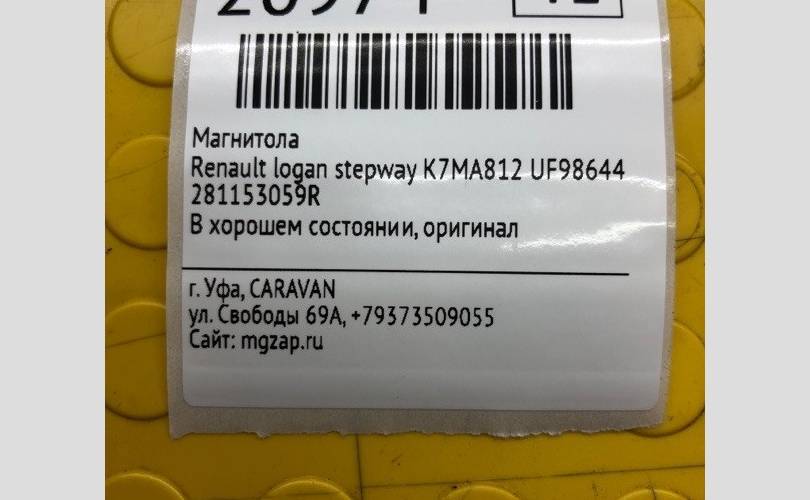 Магнитола
Renault logan stepway K7MA812 UF98644
281153059R
В хорошем состоянии, оригинал
г. Уфа, CARAVAN
ул. Свободы 69А, +79373509055
Сайт: mgzap.ru